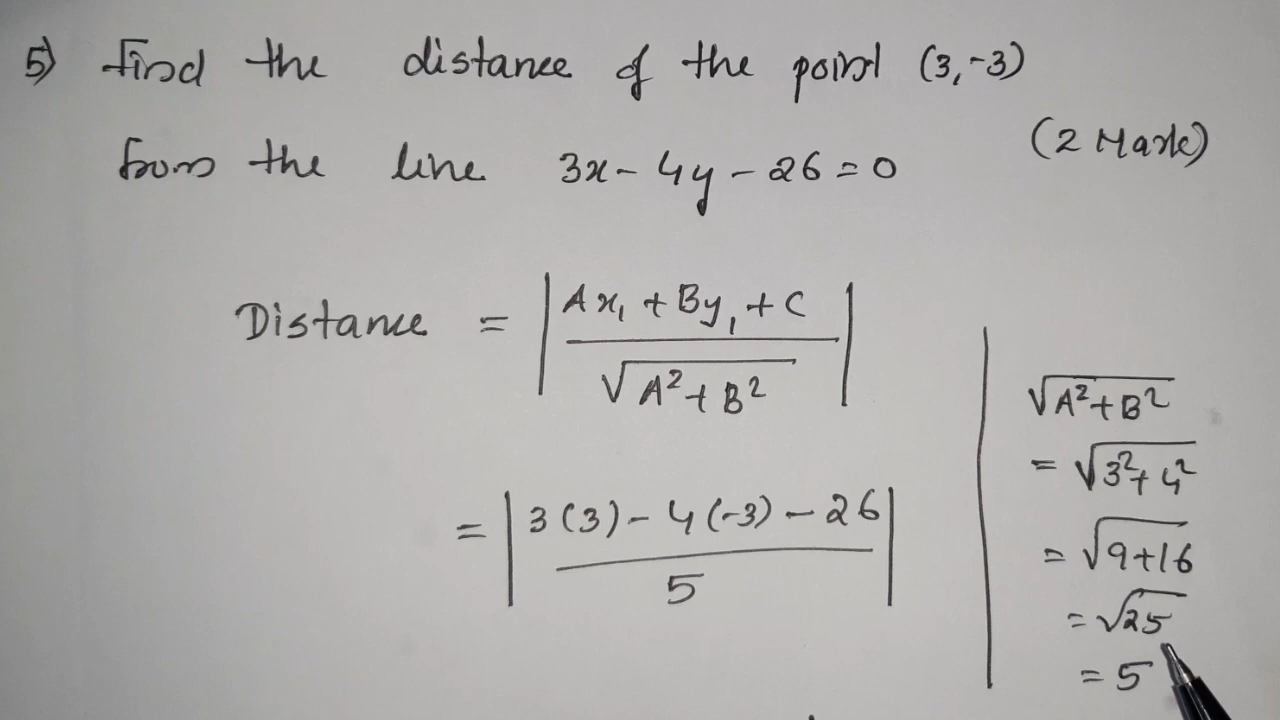 5) find the distance of the point (3,-3)
from the line 3x - 4y - 26 = 0
(2 Mark)
Distance = | Ax₁ + By₁ + C / √A² + B² |
= | 3(3) - 4(-3) - 26 / 5 |
√A² + B²
= √3² + 4²
= √9+16
= √25
= 5